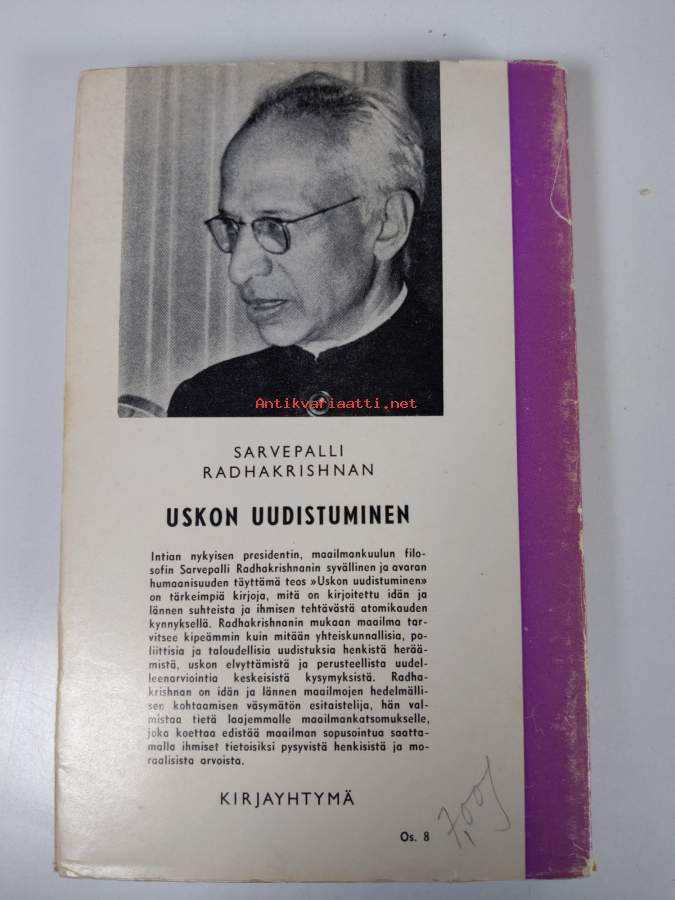 Antikvariaatti.net
SARVEPALLI
RADHAKRISHNAN
USKON UUDISTUMINEN
Intian nykyisen presidentin, maailmankuulun filo-
sofin Sarvepalli Radhakrishnanin syvällinen ja avaran
humaanisuuden täyttämä teos »Uskon uudistuminen»
on tärkeimpiä kirjoja, mitä on kirjoitettu idän ja
lännen suhteista ja ihmisen tehtävästä atomikauden
kynnyksellä. Radhakrishnanin mukaan maailma tar-
vitsee kipeämmin kuin mitään yhteiskunnallisia, po-
liittisia ja taloudellisia uudistuksia henkistä herää-
mistä, uskon elvyttämistä ja perusteellista uudel-
leenarviointia keskeisistä kysymyksistä. Radha-
krishnan on idän ja lännen maailmojen hedelmälli-
sen kohtaamisen väsymätön esitaistelija, hän val-
mistaa tietä laajemmalle maailmankatsomukselle,
joka koettaa edistää maailman sopusointua saatta-
malla ihmiset tietoisiksi pysyvistä henkisistä ja mo-
raalisista arvoista.
KIRJAYHTYMÄ
Os. 8
7,00